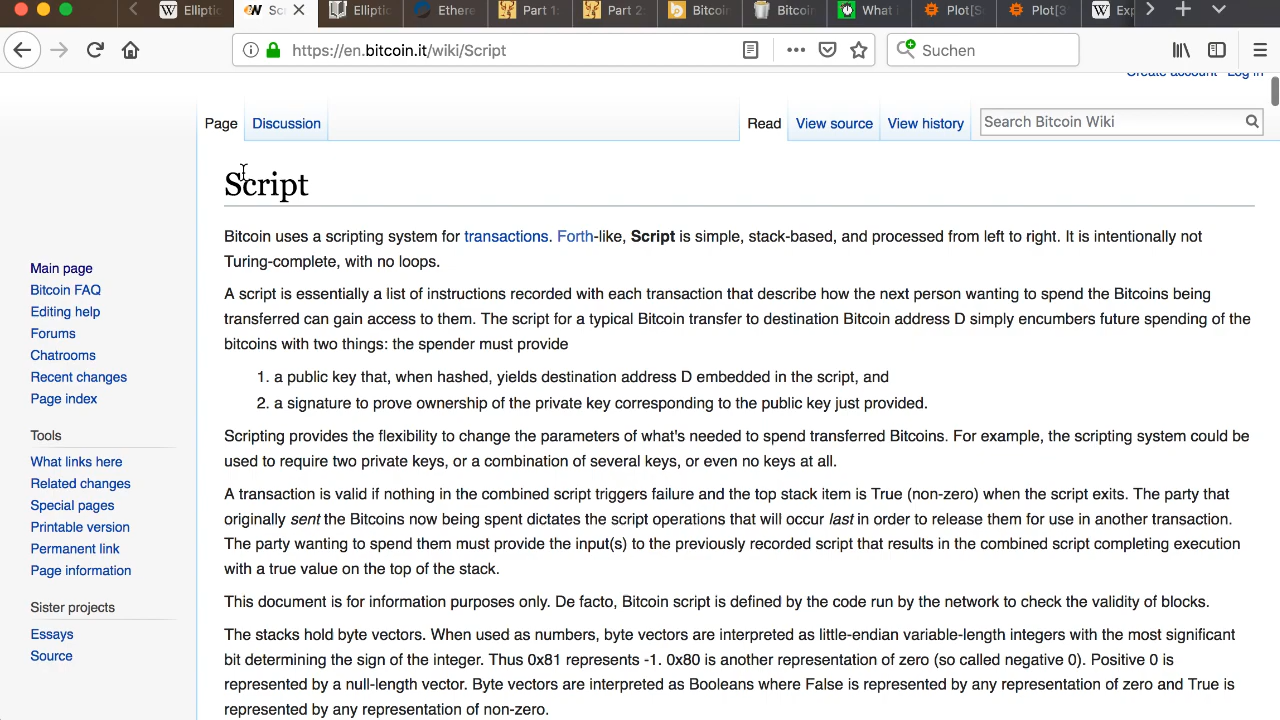 Elliptic
Sc
Elliptic
Ethere
Part 1:
Part 2:
Bitcoin
Bitcoin
What i
Plot[S
Plot[3
Exp
https://en.bitcoin.it/wiki/Script
Suchen
Create account Log in
Page Discussion Read View source View history Search Bitcoin Wiki
Script
Bitcoin uses a scripting system for transactions. Forth-like, Script is simple, stack-based, and processed from left to right. It is intentionally not
Turing-complete, with no loops.
A script is essentially a list of instructions recorded with each transaction that describe how the next person wanting to spend the Bitcoins being
transferred can gain access to them. The script for a typical Bitcoin transfer to destination Bitcoin address D simply encumbers future spending of the
bitcoins with two things: the spender must provide
1. a public key that, when hashed, yields destination address D embedded in the script, and
2. a signature to prove ownership of the private key corresponding to the public key just provided.
Scripting provides the flexibility to change the parameters of what's needed to spend transferred Bitcoins. For example, the scripting system could be
used to require two private keys, or a combination of several keys, or even no keys at all.
A transaction is valid if nothing in the combined script triggers failure and the top stack item is True (non-zero) when the script exits. The party that
originally sent the Bitcoins now being spent dictates the script operations that will occur last in order to release them for use in another transaction.
The party wanting to spend them must provide the input(s) to the previously recorded script that results in the combined script completing execution
with a true value on the top of the stack.
This document is for information purposes only. De facto, Bitcoin script is defined by the code run by the network to check the validity of blocks.
The stacks hold byte vectors. When used as numbers, byte vectors are interpreted as little-endian variable-length integers with the most significant
bit determining the sign of the integer. Thus 0x81 represents -1. 0x80 is another representation of zero (so called negative 0). Positive 0 is
represented by a null-length vector. Byte vectors are interpreted as Booleans where False is represented by any representation of zero and True is
represented by any representation of non-zero.
Main page
Bitcoin FAQ
Editing help
Forums
Chatrooms
Recent changes
Page index
Tools
What links here
Related changes
Special pages
Printable version
Permanent link
Page information
Sister projects
Essays
Source